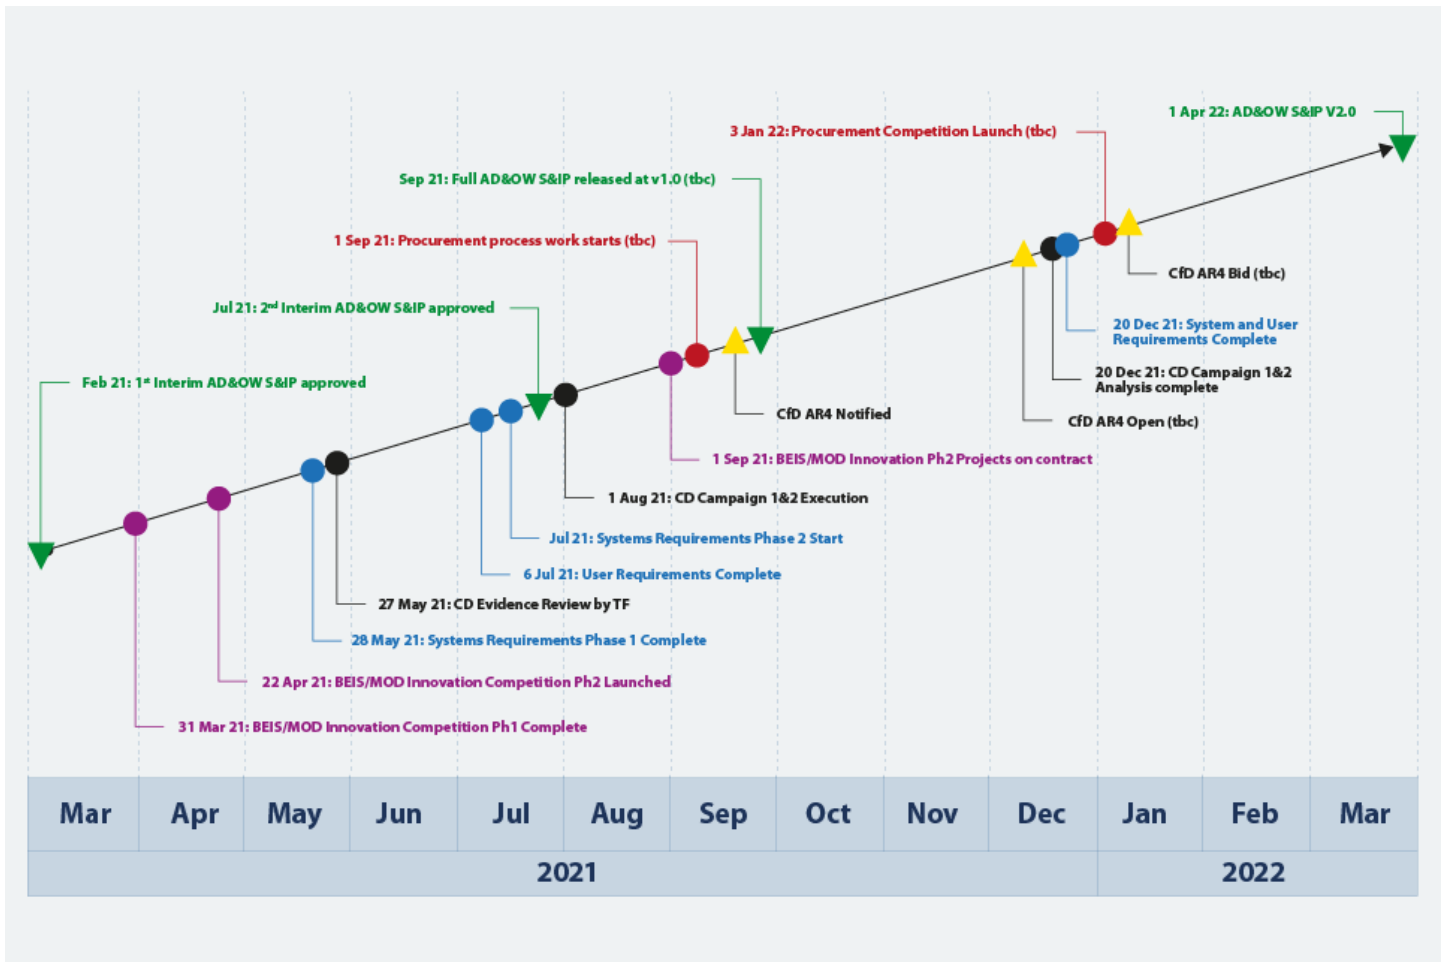 1 Apr 22: AD&OW S&IP V2.0
3 Jan 22: Procurement Competition Launch (tbc)
Sep 21: Full AD&OW S&IP released at v1.0 (tbc)
1 Sep 21: Procurement process work starts (tbc)
CfD AR4 Bid (tbc)
Jul 21: 2nd Interim AD&OW S&IP approved
20 Dec 21: System and User
Requirements Complete
20 Dec 21: CD Campaign 1&2
Analysis complete
Feb 21: 1st Interim AD&OW S&IP approved
CfD AR4 Notified
CfD AR4 Open (tbc)
1 Sep 21: BEIS/MOD Innovation Ph2 Projects on contract
1 Aug 21: CD Campaign 1&2 Execution
Jul 21: Systems Requirements Phase 2 Start
6 Jul 21: User Requirements Complete
27 May 21: CD Evidence Review by TF
28 May 21: Systems Requirements Phase 1 Complete
22 Apr 21: BEIS/MOD Innovation Competition Ph2 Launched
31 Mar 21: BEIS/MOD Innovation Competition Ph1 Complete
Mar Apr May Jun Jul Aug Sep Oct Nov Dec Jan Feb Mar
2021 2022